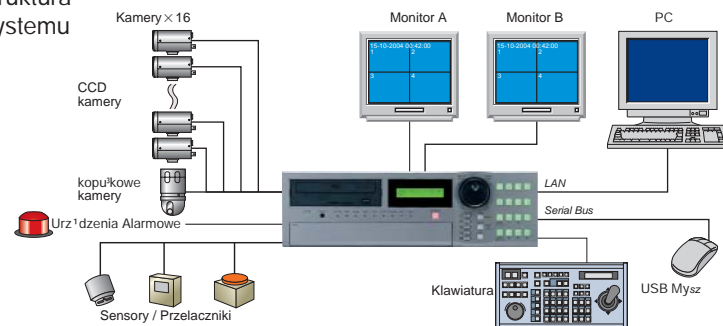 ruktura
ystemu
Kamery × 16
Monitor A
Monitor B
PC
15-10-2004 00:42:00
1 2
3 4
15-10-2004 00:42:00
1 2
3 4
CCD
kamery
kopu³kowe
kamery
LAN
Serial Bus
Urz¹dzenia Alarmowe
Klawiatura
USB Mysz
Sensory / Przelaczniki